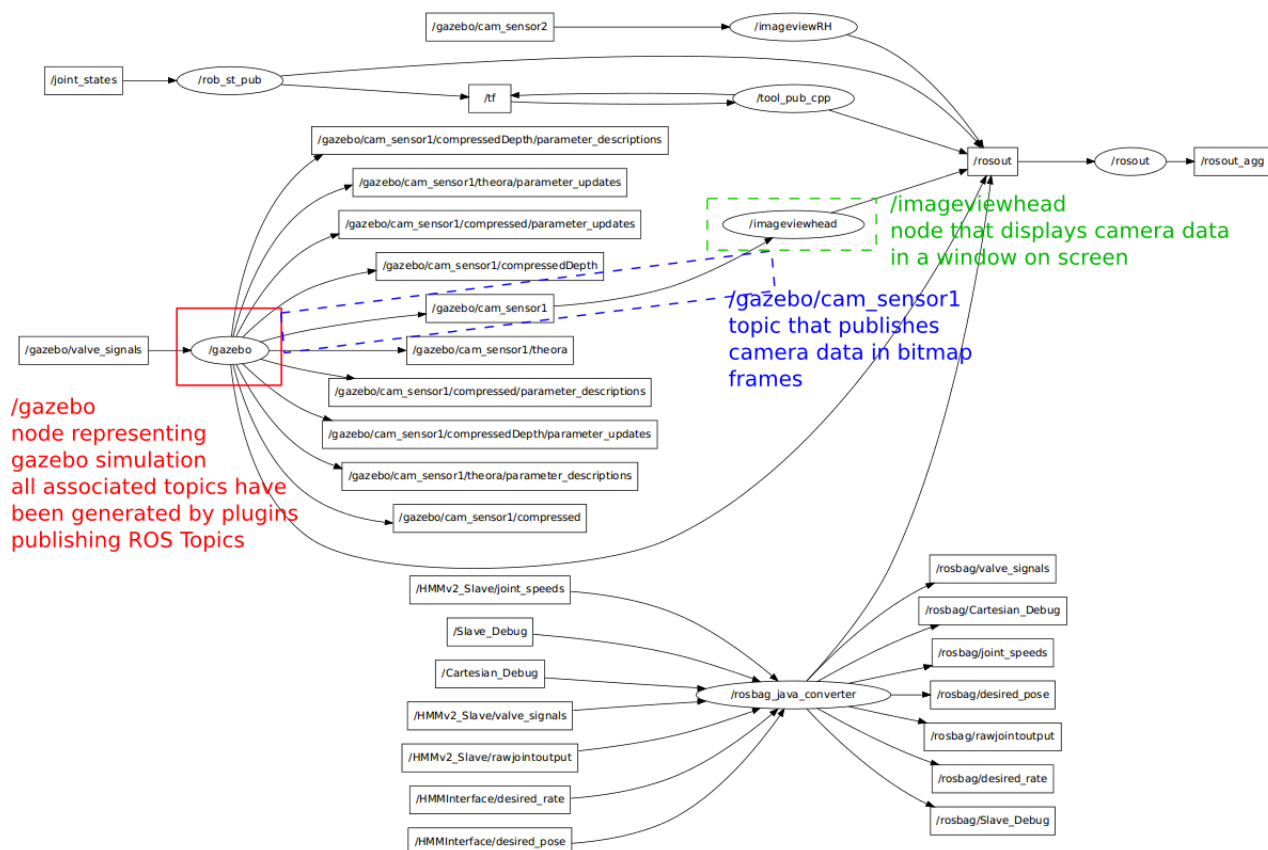 /gazebo/cam_sensor2
/imageviewRH
/joint_states
/rob_st_pub
/tf
/tool_pub_cpp
/gazebo/cam_sensor1/compressedDepth/parameter_descriptions
/rosout
/rosout
/rosout_agg
/gazebo/cam_sensor1/theora/parameter_updates
/gazebo/cam_sensor1/compressed/parameter_updates
/imageviewhead
/imageviewhead
node that displays camera data
in a window on screen
/gazebo/cam_sensor1/compressedDepth
/gazebo/cam_sensor1
/gazebo/cam_sensor1
topic that publishes
camera data in bitmap
frames
/gazebo/valve_signals
/gazebo
/gazebo/cam_sensor1/theora
/gazebo/cam_sensor1/compressed/parameter_descriptions
/gazebo
node representing
gazebo simulation
all associated topics have
been generated by plugins
publishing ROS Topics
/gazebo/cam_sensor1/compressedDepth/parameter_updates
/gazebo/cam_sensor1/theora/parameter_descriptions
/gazebo/cam_sensor1/compressed
/HMMv2_Slave/joint_speeds
/Slave_Debug
/Cartesian_Debug
/HMMv2_Slave/valve_signals
/HMMv2_Slave/rawjointoutput
/HMMInterface/desired_rate
/HMMInterface/desired_pose
/rosbag_java_converter
/rosbag/valve_signals
/rosbag/Cartesian_Debug
/rosbag/joint_speeds
/rosbag/desired_pose
/rosbag/rawjointoutput
/rosbag/desired_rate
/rosbag/Slave_Debug